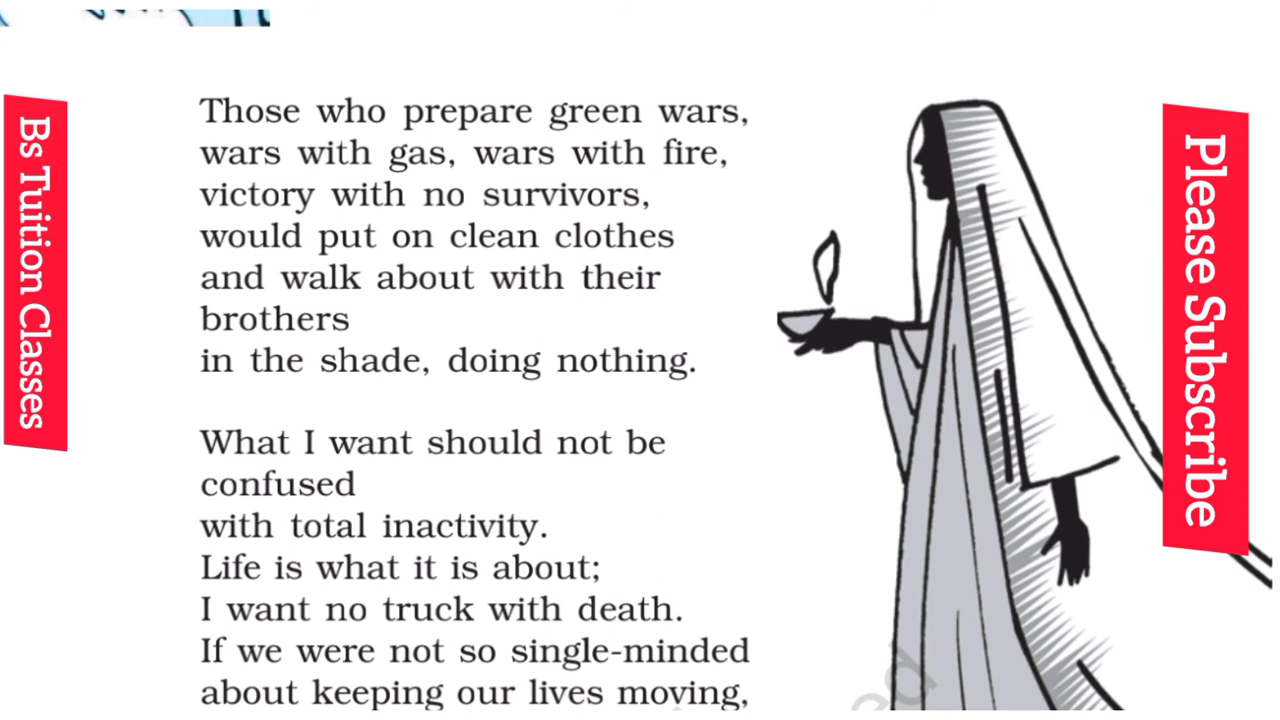 Bs Tuition Classes
Those who prepare green wars,
wars with gas, wars with fire,
victory with no survivors,
would put on clean clothes
and walk about with their
brothers
in the shade, doing nothing.
What I want should not be
confused
with total inactivity.
Life is what it is about;
I want no truck with death.
If we were not so single-minded
about keeping our lives moving,
Please Subscribe